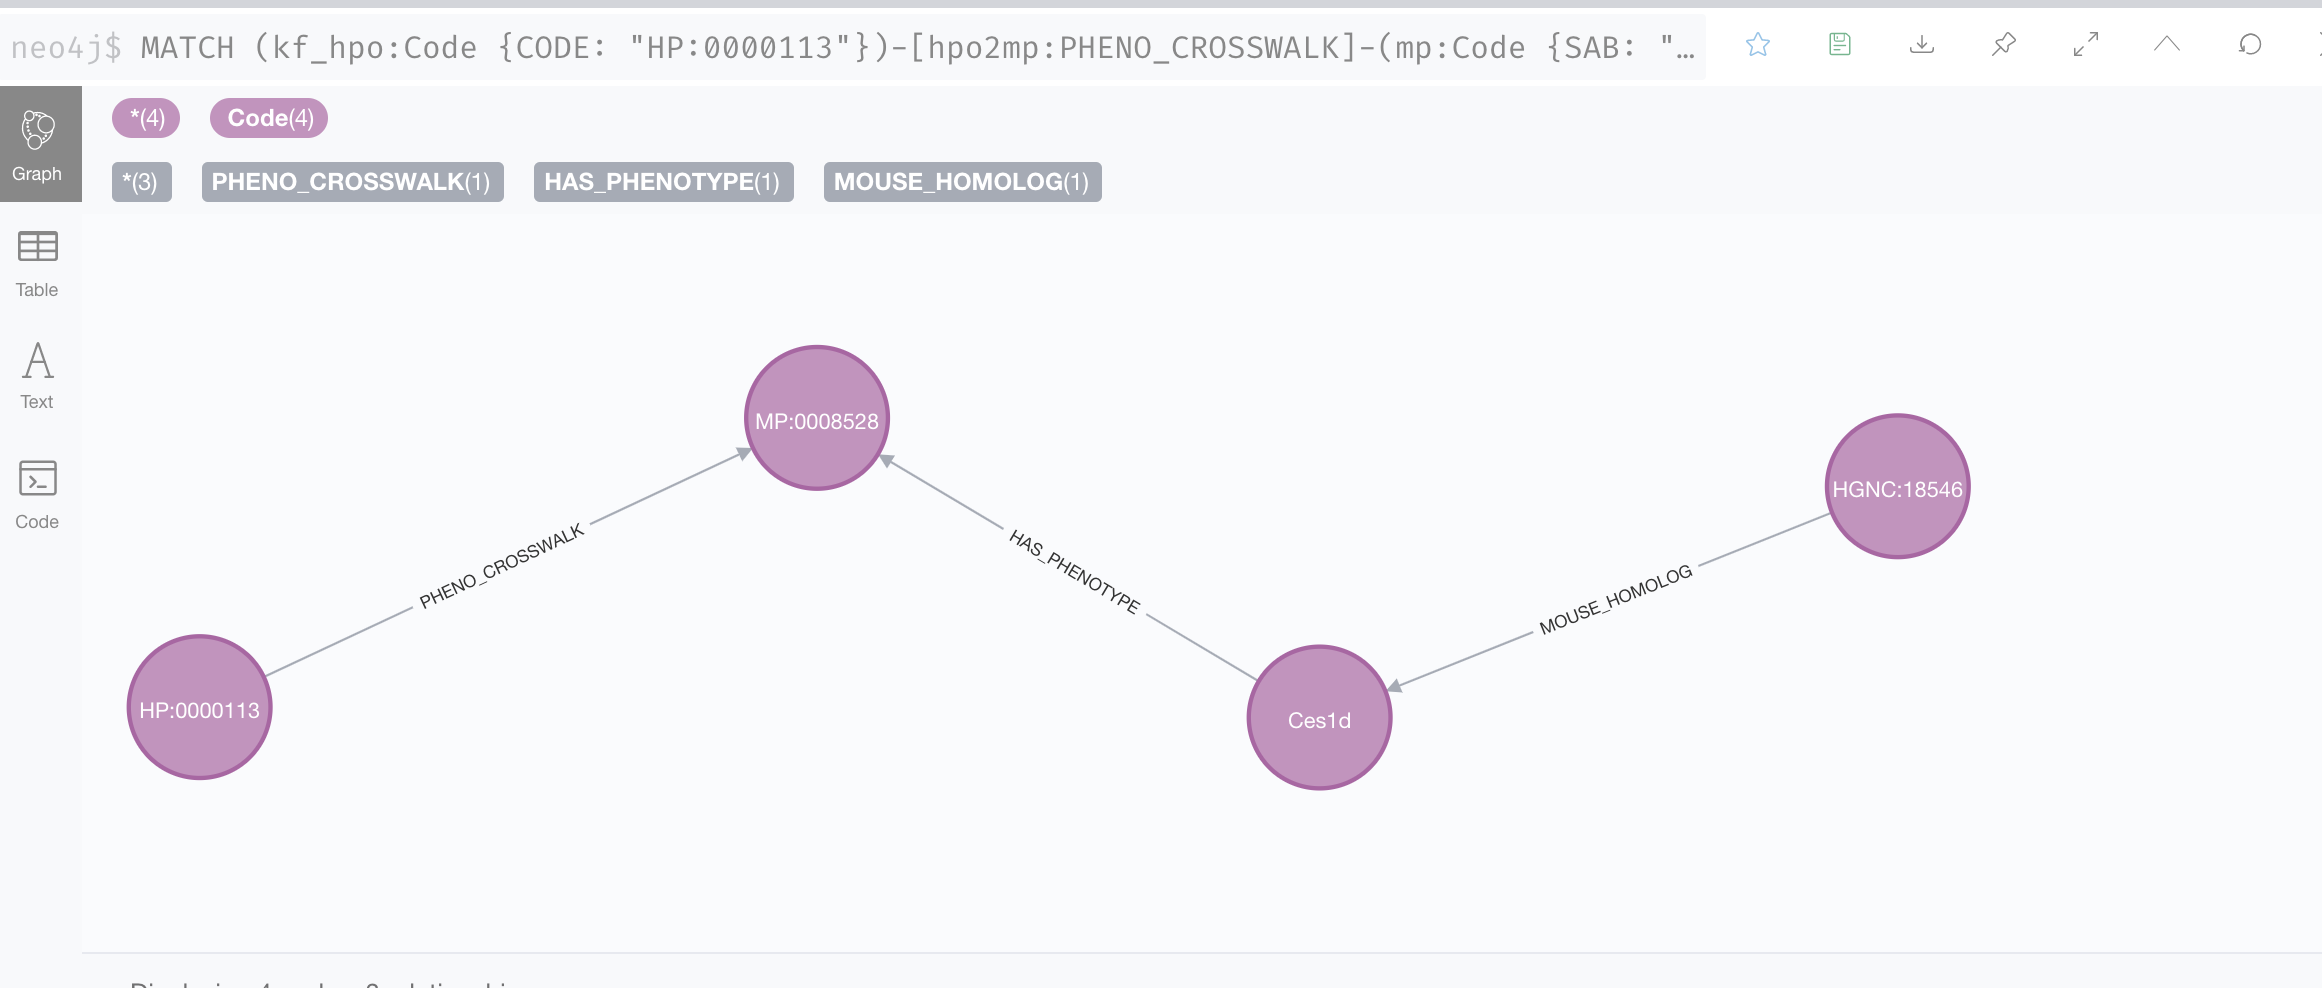 neo4j$ MATCH (kf_hpo:Code {CODE: "HP:0000113"})-[hpo2mp:PHENO_CROSSWALK]-(mp:Code {SAB: "…
*(4) Code(4)
Graph
*(3) PHENO_CROSSWALK(1) HAS_PHENOTYPE(1) MOUSE_HOMOLOG(1)
Table
Text
Code
MP:0008528
HGNC:18546
PHENO_CROSSWALK
HAS_PHENOTYPE
MOUSE_HOMOLOG
HP:0000113
Ces1d